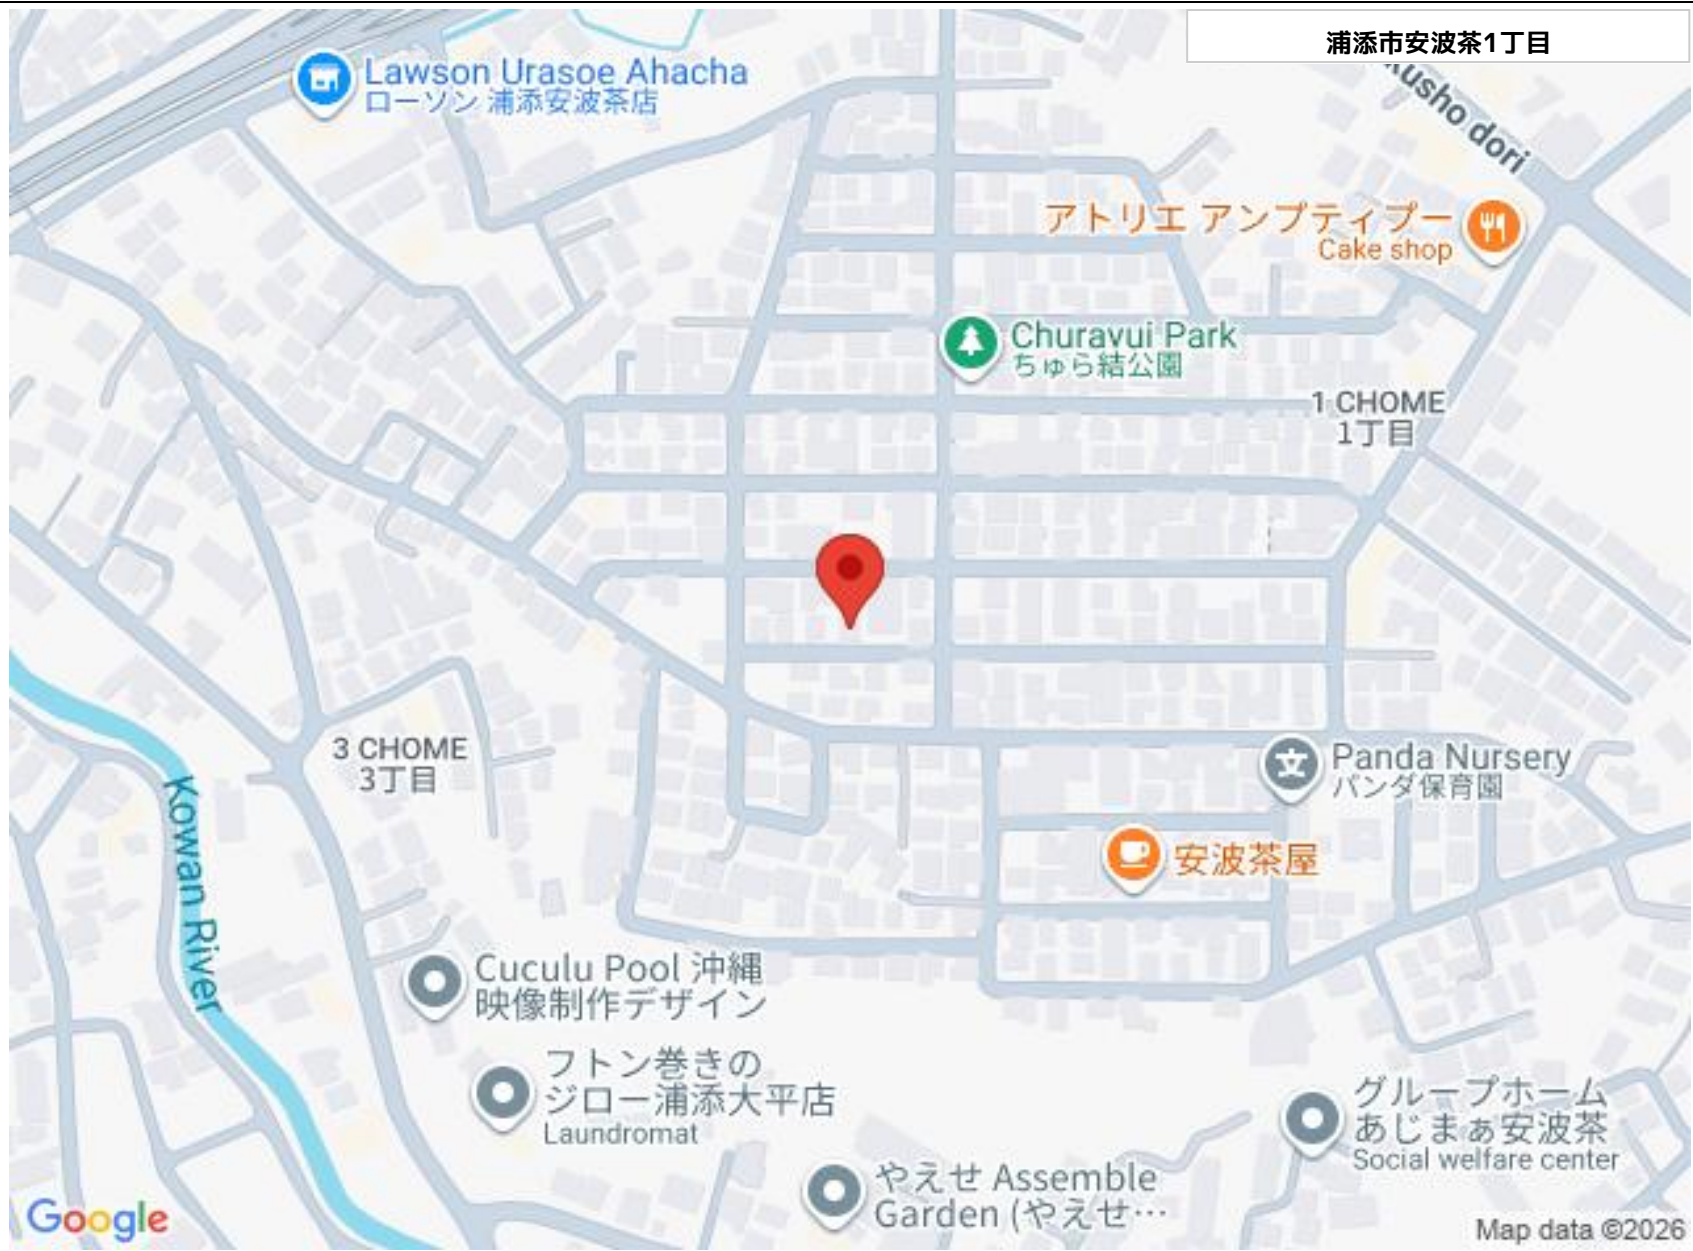 浦添市安波茶1丁目
Lawson Urasoe Ahacha
ローソン 浦添安波茶店
kusho dori
アトリエ アンプティプー
Cake shop
Churavui Park
ちゅら結公園
1 CHOME
1丁目
3 CHOME
3丁目
Panda Nursery
パンダ保育園
安波茶屋
Kowan River
Cuculu Pool 沖縄
映像制作デザイン
フトン巻きの
ジロー浦添大平店
Laundromat
グループホーム
あじまぁ安波茶
Social welfare center
やえせ Assemble
Garden (やえせ…
Google
Map data ©2026